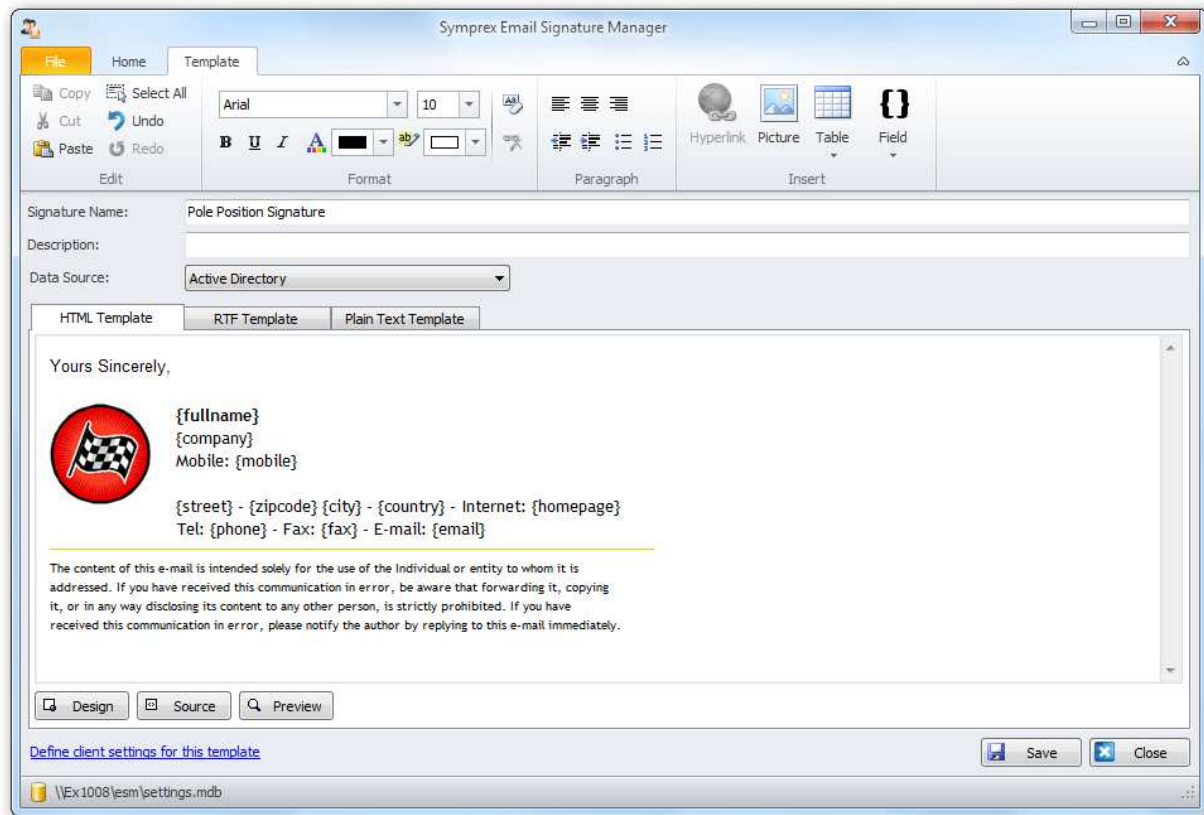 Symprex Email Signature Manager
File Home Template
Copy Select All
Cut Undo
Paste Redo
Edit
Arial 10
B U I A ab
Format
Paragraph
Hyperlink Picture Table {} Field
Insert
Signature Name: Pole Position Signature
Description:
Data Source: Active Directory
HTML Template RTF Template Plain Text Template
Yours Sincerely,
{fullname}
{company}
Mobile: {mobile}
{street} - {zipcode} {city} - {country} - Internet: {homepage}
Tel: {phone} - Fax: {fax} - E-mail: {email}
The content of this e-mail is intended solely for the use of the Individual or entity to whom it is
addressed. If you have received this communication in error, be aware that forwarding it, copying
it, or in any way disclosing its content to any other person, is strictly prohibited. If you have
received this communication in error, please notify the author by replying to this e-mail immediately.
Design Source Preview
Define client settings for this template
Save Close
\\Ex1008\esm\settings.mdb